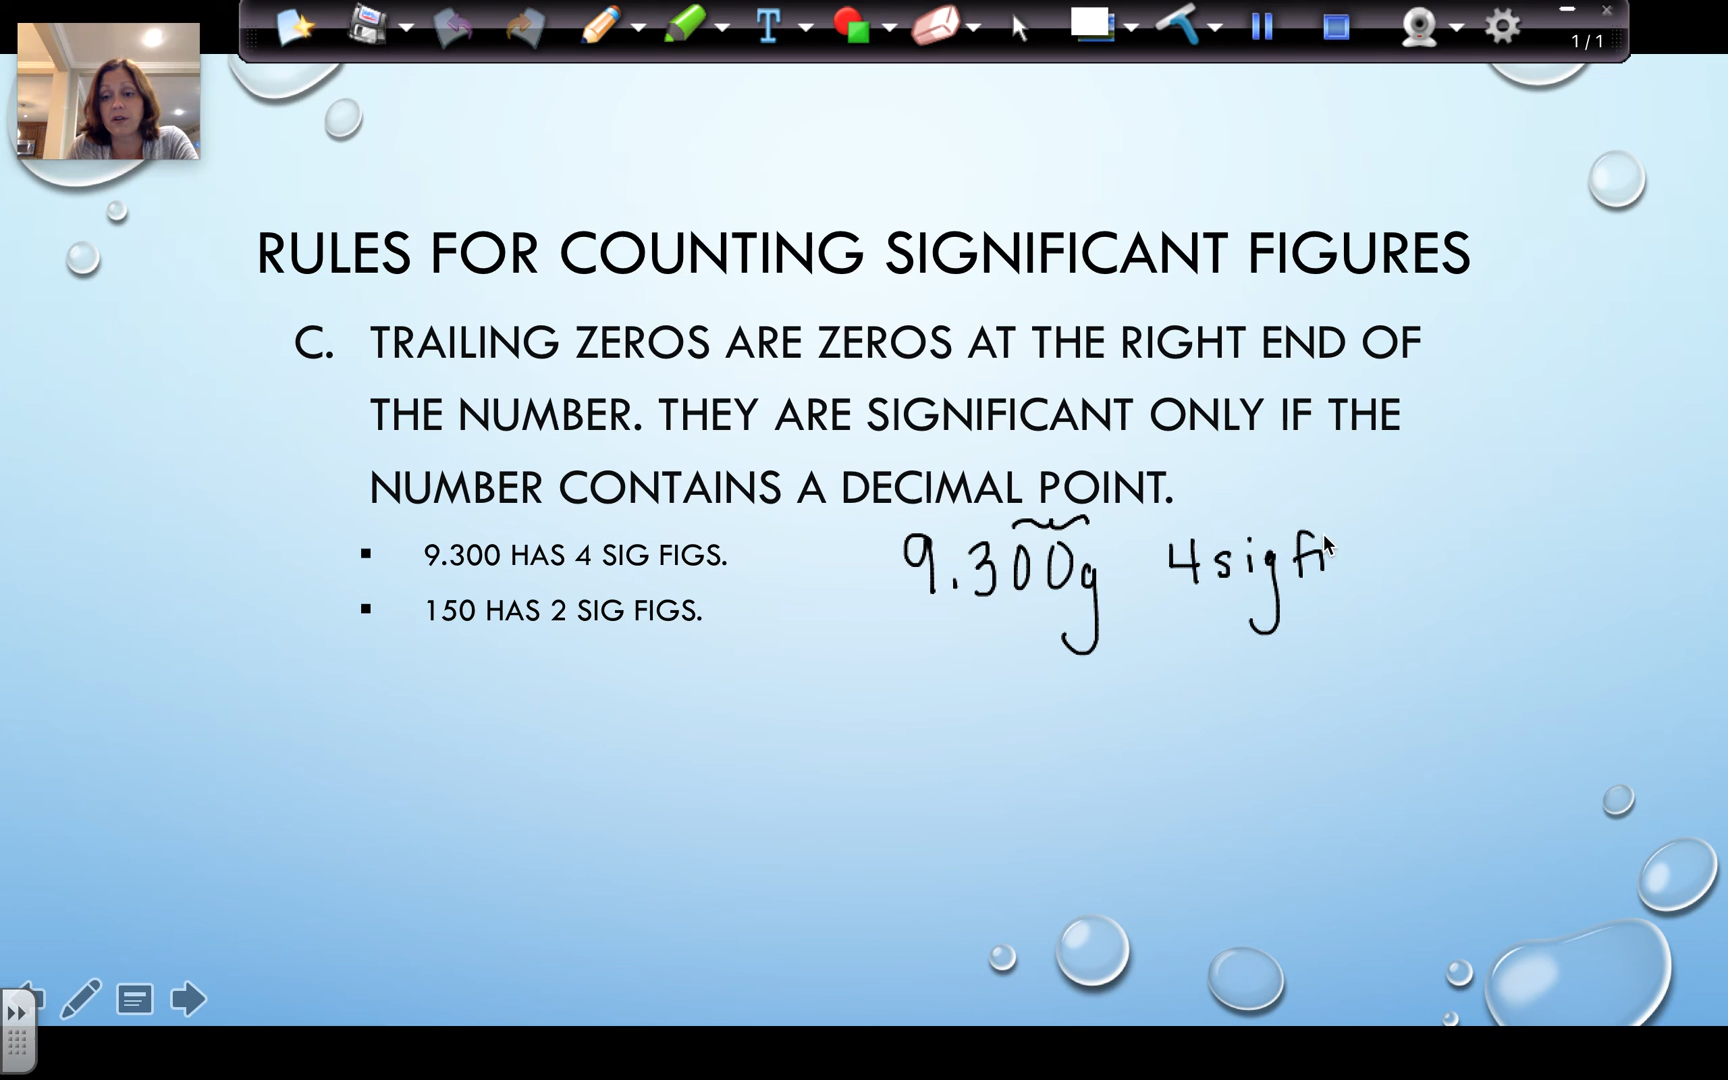 1/1
RULES FOR COUNTING SIGNIFICANT FIGURES
C. TRAILING ZEROS ARE ZEROS AT THE RIGHT END OF
THE NUMBER. THEY ARE SIGNIFICANT ONLY IF THE
NUMBER CONTAINS A DECIMAL POINT.
▪ 9.300 HAS 4 SIG FIGS.
9.300g 4 sig fi
▪ 150 HAS 2 SIG FIGS.